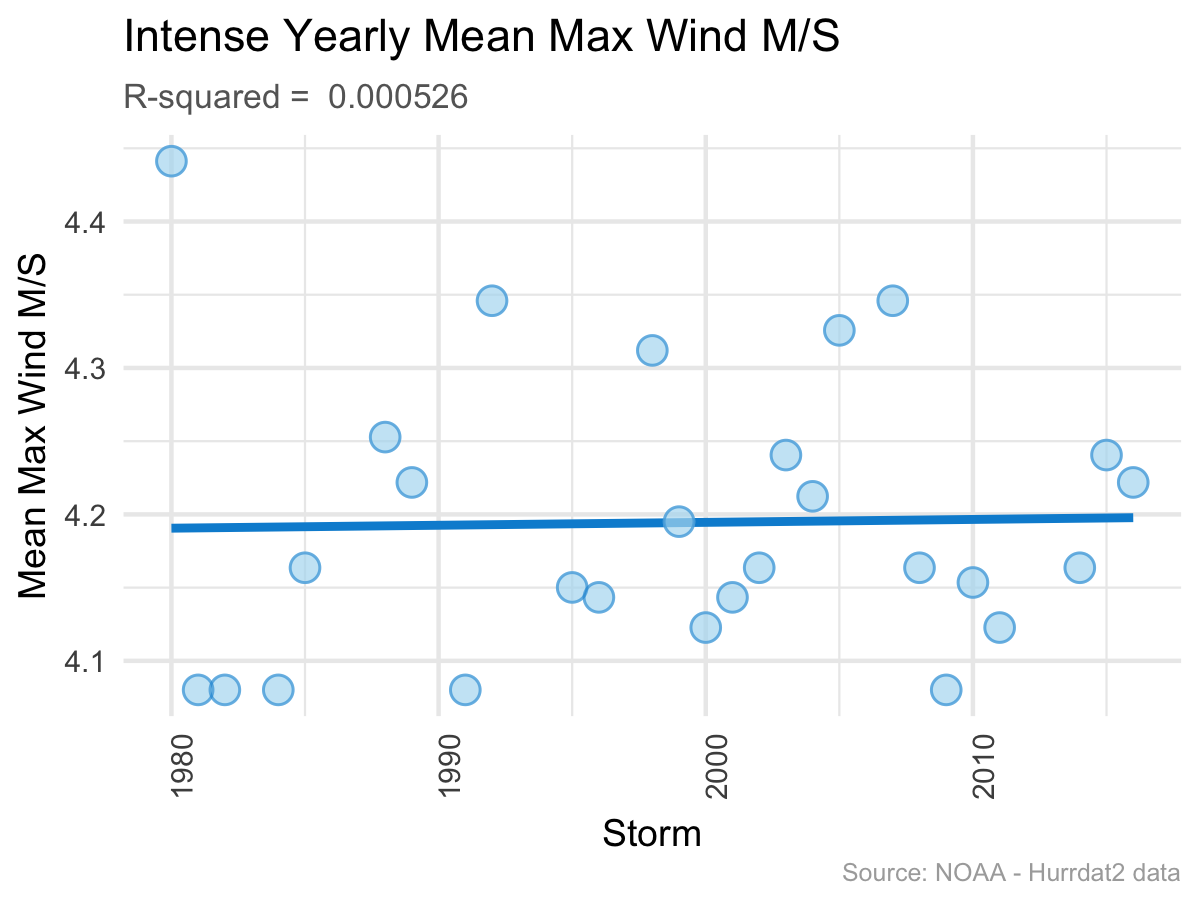 Intense Yearly Mean Max Wind M/S
R-squared =  0.000526
Mean Max Wind M/S
4.4
4.3
4.2
4.1
1980
1990
2000
2010
Storm
Source: NOAA - Hurrdat2 data